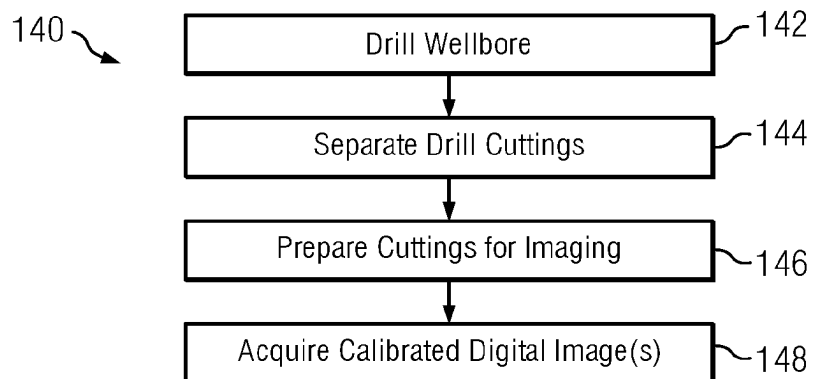 140
Drill Wellbore
142
Separate Drill Cuttings
144
Prepare Cuttings for Imaging
146
Acquire Calibrated Digital Image(s)
148